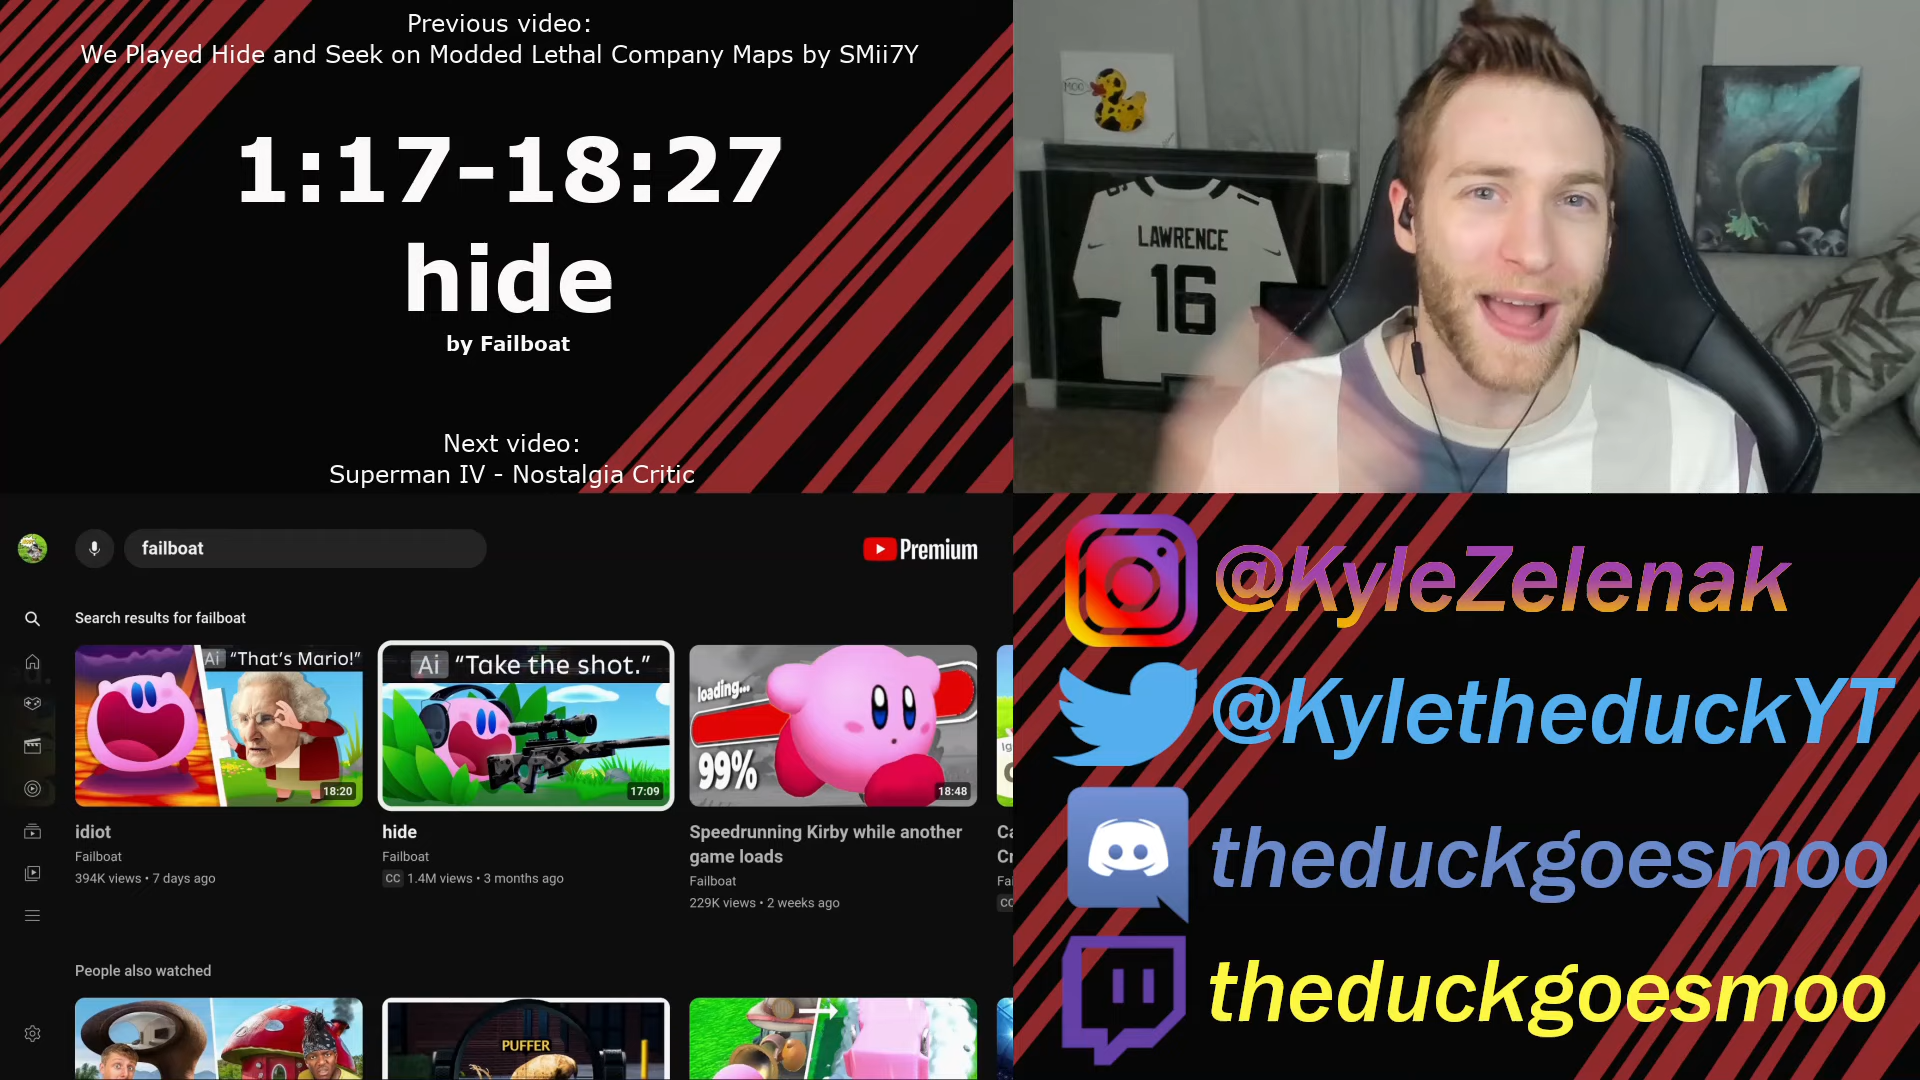 Previous video:
We Played Hide and Seek on Modded Lethal Company Maps by SMii7Y
1:17-18:27
hide
by Failboat
Next video:
Superman IV - Nostalgia Critic
MOO
LAWRENCE
16
failboat
Premium
Search results for failboat
Ai "That's Mario!"
18:20
idiot
Failboat
394K views • 7 days ago
Ai "Take the shot."
17:09
hide
Failboat
CC 1.4M views • 3 months ago
loading...
99%
18:48
Speedrunning Kirby while another
game loads
Failboat
229K views • 2 weeks ago
People also watched
PUFFER
@KyleZelenak
@KyletheduckYT
theduckgoesmoo
theduckgoesmoo